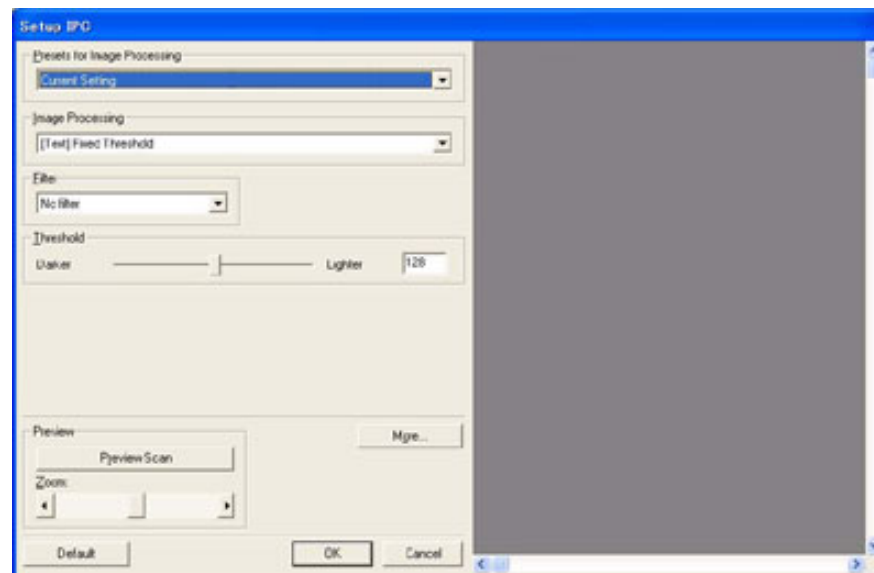 Setup IPC
Presets for Image Processing
Current Setting
Image Processing
[Text] Fixed Threshold
Filter
No filter
Threshold
Darker
Lighter
128
Preview
More...
Preview Scan
Zoom:
Default
OK
Cancel